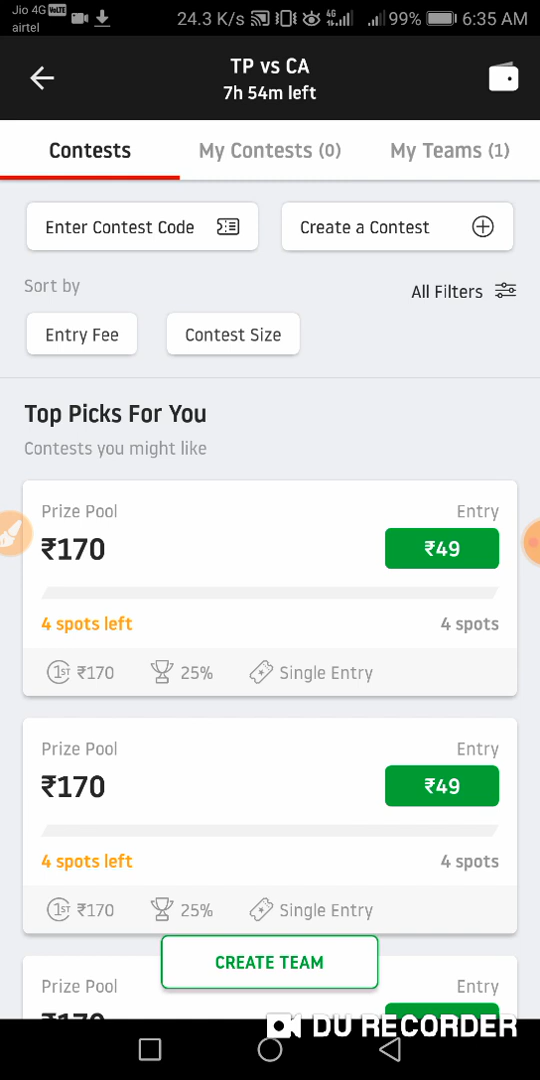 Jio 4G VoLTE
airtel
24.3 K/s 4G 99% 6:35 AM
TP vs CA
7h 54m left
Contests My Contests (0) My Teams (1)
Enter Contest Code Create a Contest
Sort by
All Filters
Entry Fee Contest Size
Top Picks For You
Contests you might like
Prize Pool Entry
₹170 ₹49
4 spots left 4 spots
1ST ₹170 25% Single Entry
Prize Pool Entry
₹170 ₹49
4 spots left 4 spots
1ST ₹170 25% Single Entry
CREATE TEAM
Prize Pool Entry
₹170
DU RECORDER